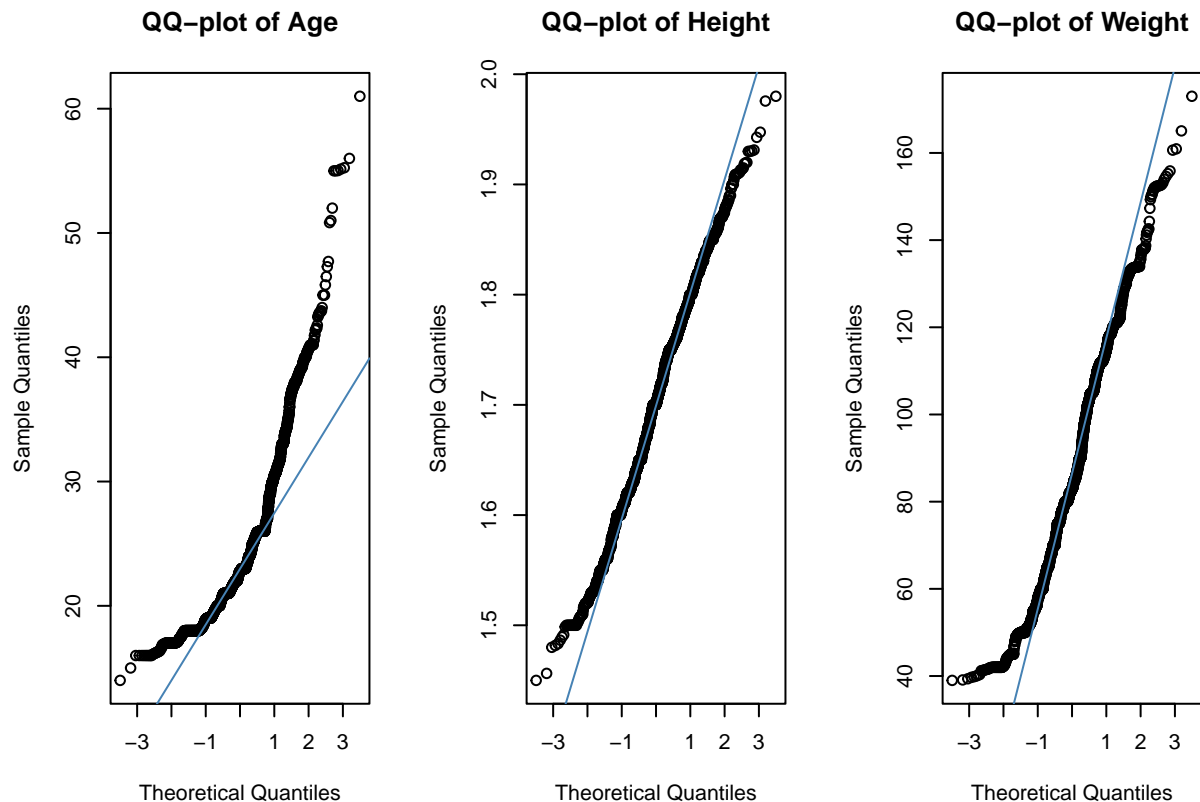 QQ−plot of Age
Sample Quantiles
60
50
40
30
20
−3 −1 1 2 3
Theoretical Quantiles
QQ−plot of Height
Sample Quantiles
2.0
1.9
1.8
1.7
1.6
1.5
−3 −1 1 2 3
Theoretical Quantiles
QQ−plot of Weight
Sample Quantiles
160
140
120
100
80
60
40
−3 −1 1 2 3
Theoretical Quantiles